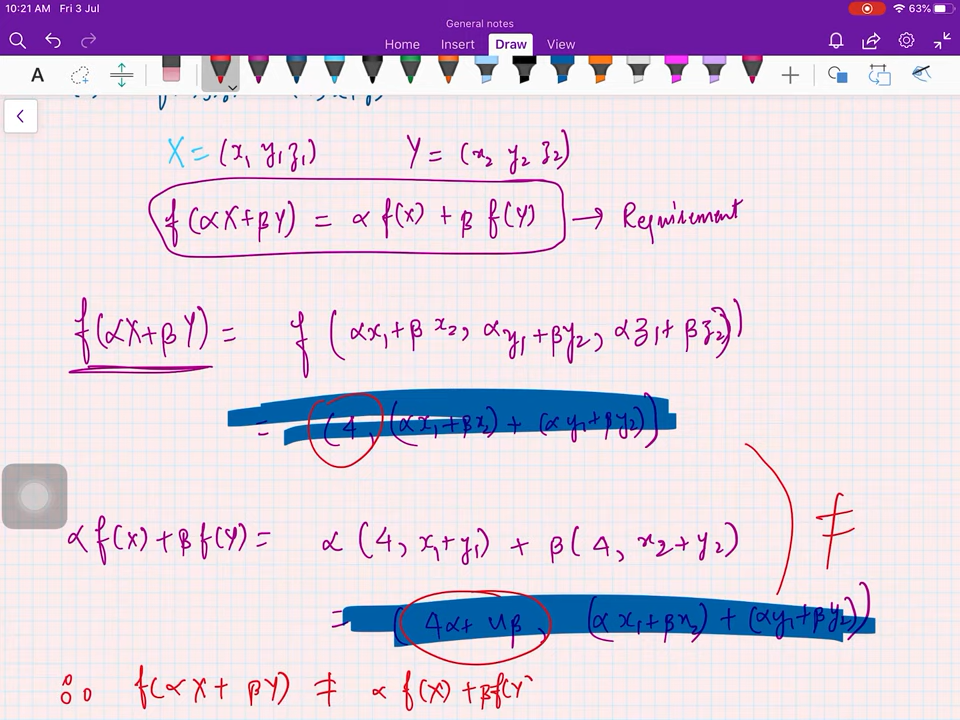 10:21 AM Fri 3 Jul 63%
General notes
Home Insert Draw View
A
X = (x₁ y₁ z₁) Y = (x₂ y₂ z₂)
f(αX+βY) = α f(X) + β f(Y) → Requirement
f(αX+βY) = f(αx₁+βx₂, αy₁+βy₂, αz₁+βz₂))
= (4, (αx₁+βx₂) + (αy₁+βy₂))
αf(X)+βf(Y) = α(4, x₁+y₁) + β(4, x₂+y₂)
≠
= (4α+4β, (αx₁+βx₂) + (αy₁+βy₂))
∴ f(αX+βY) ≠ α f(X) + βf(Y)